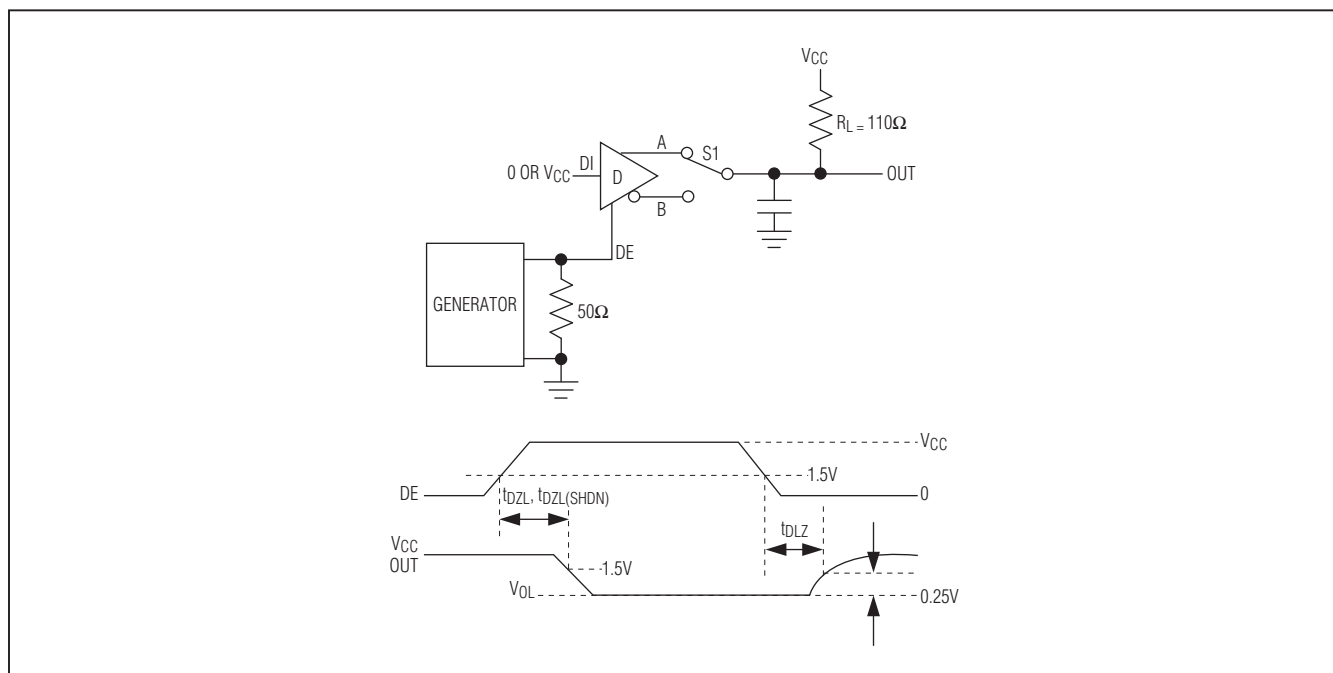 VCC
RL = 110Ω
A
S1
0 OR VCC
DI
D
OUT
B
DE
GENERATOR
50Ω
VCC
1.5V
DE
0
tDZL, tDZL(SHDN)
tDLZ
VCC
OUT
1.5V
VOL
0.25V